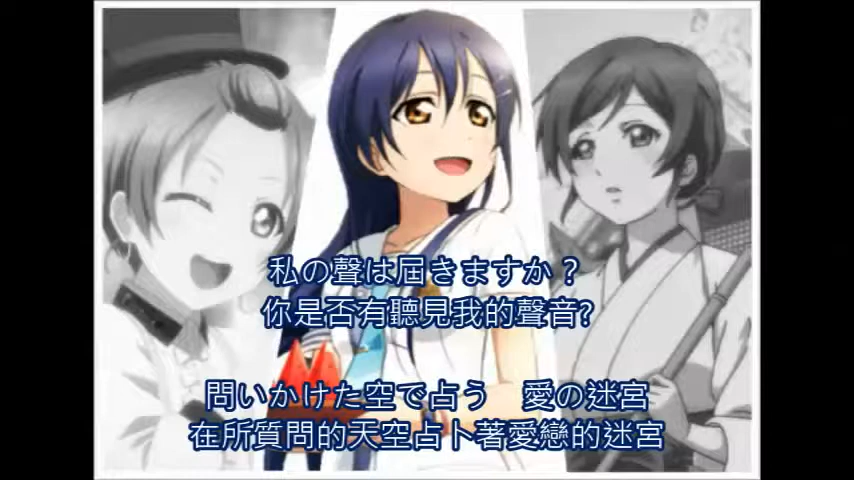 私の聲は屆きますか？
你是否有聽見我的聲音?
問いかけた空で占う　愛の迷宮
在所質問的天空占卜著愛戀的迷宮